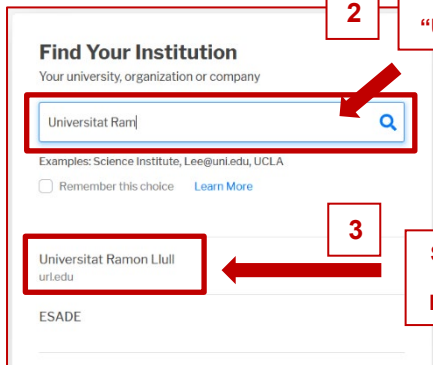 2
Find Your Institution
Your university, organization or company
Universitat Ram
Examples: Science Institute, Lee@uni.edu, UCLA
Remember this choice Learn More
3
Universitat Ramon Llull
url.edu
ESADE